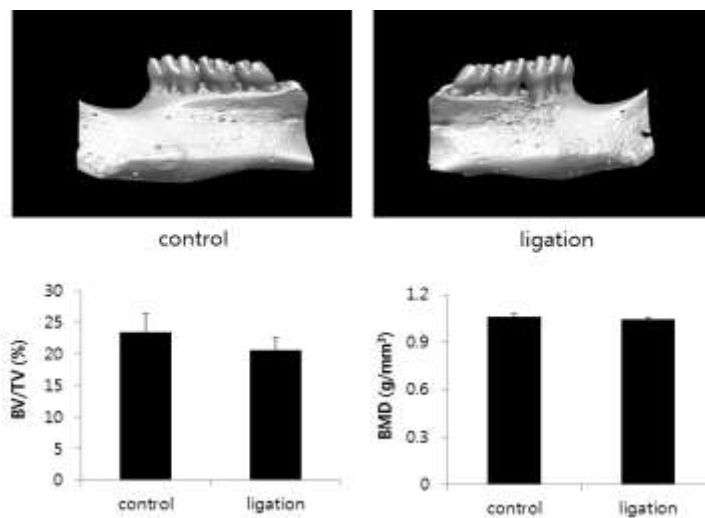 control
ligation
BV/TV (%)
30
25
20
15
10
5
0
control
ligation
BMD (g/mm³)
1.2
0.9
0.6
0.3
0
control
ligation